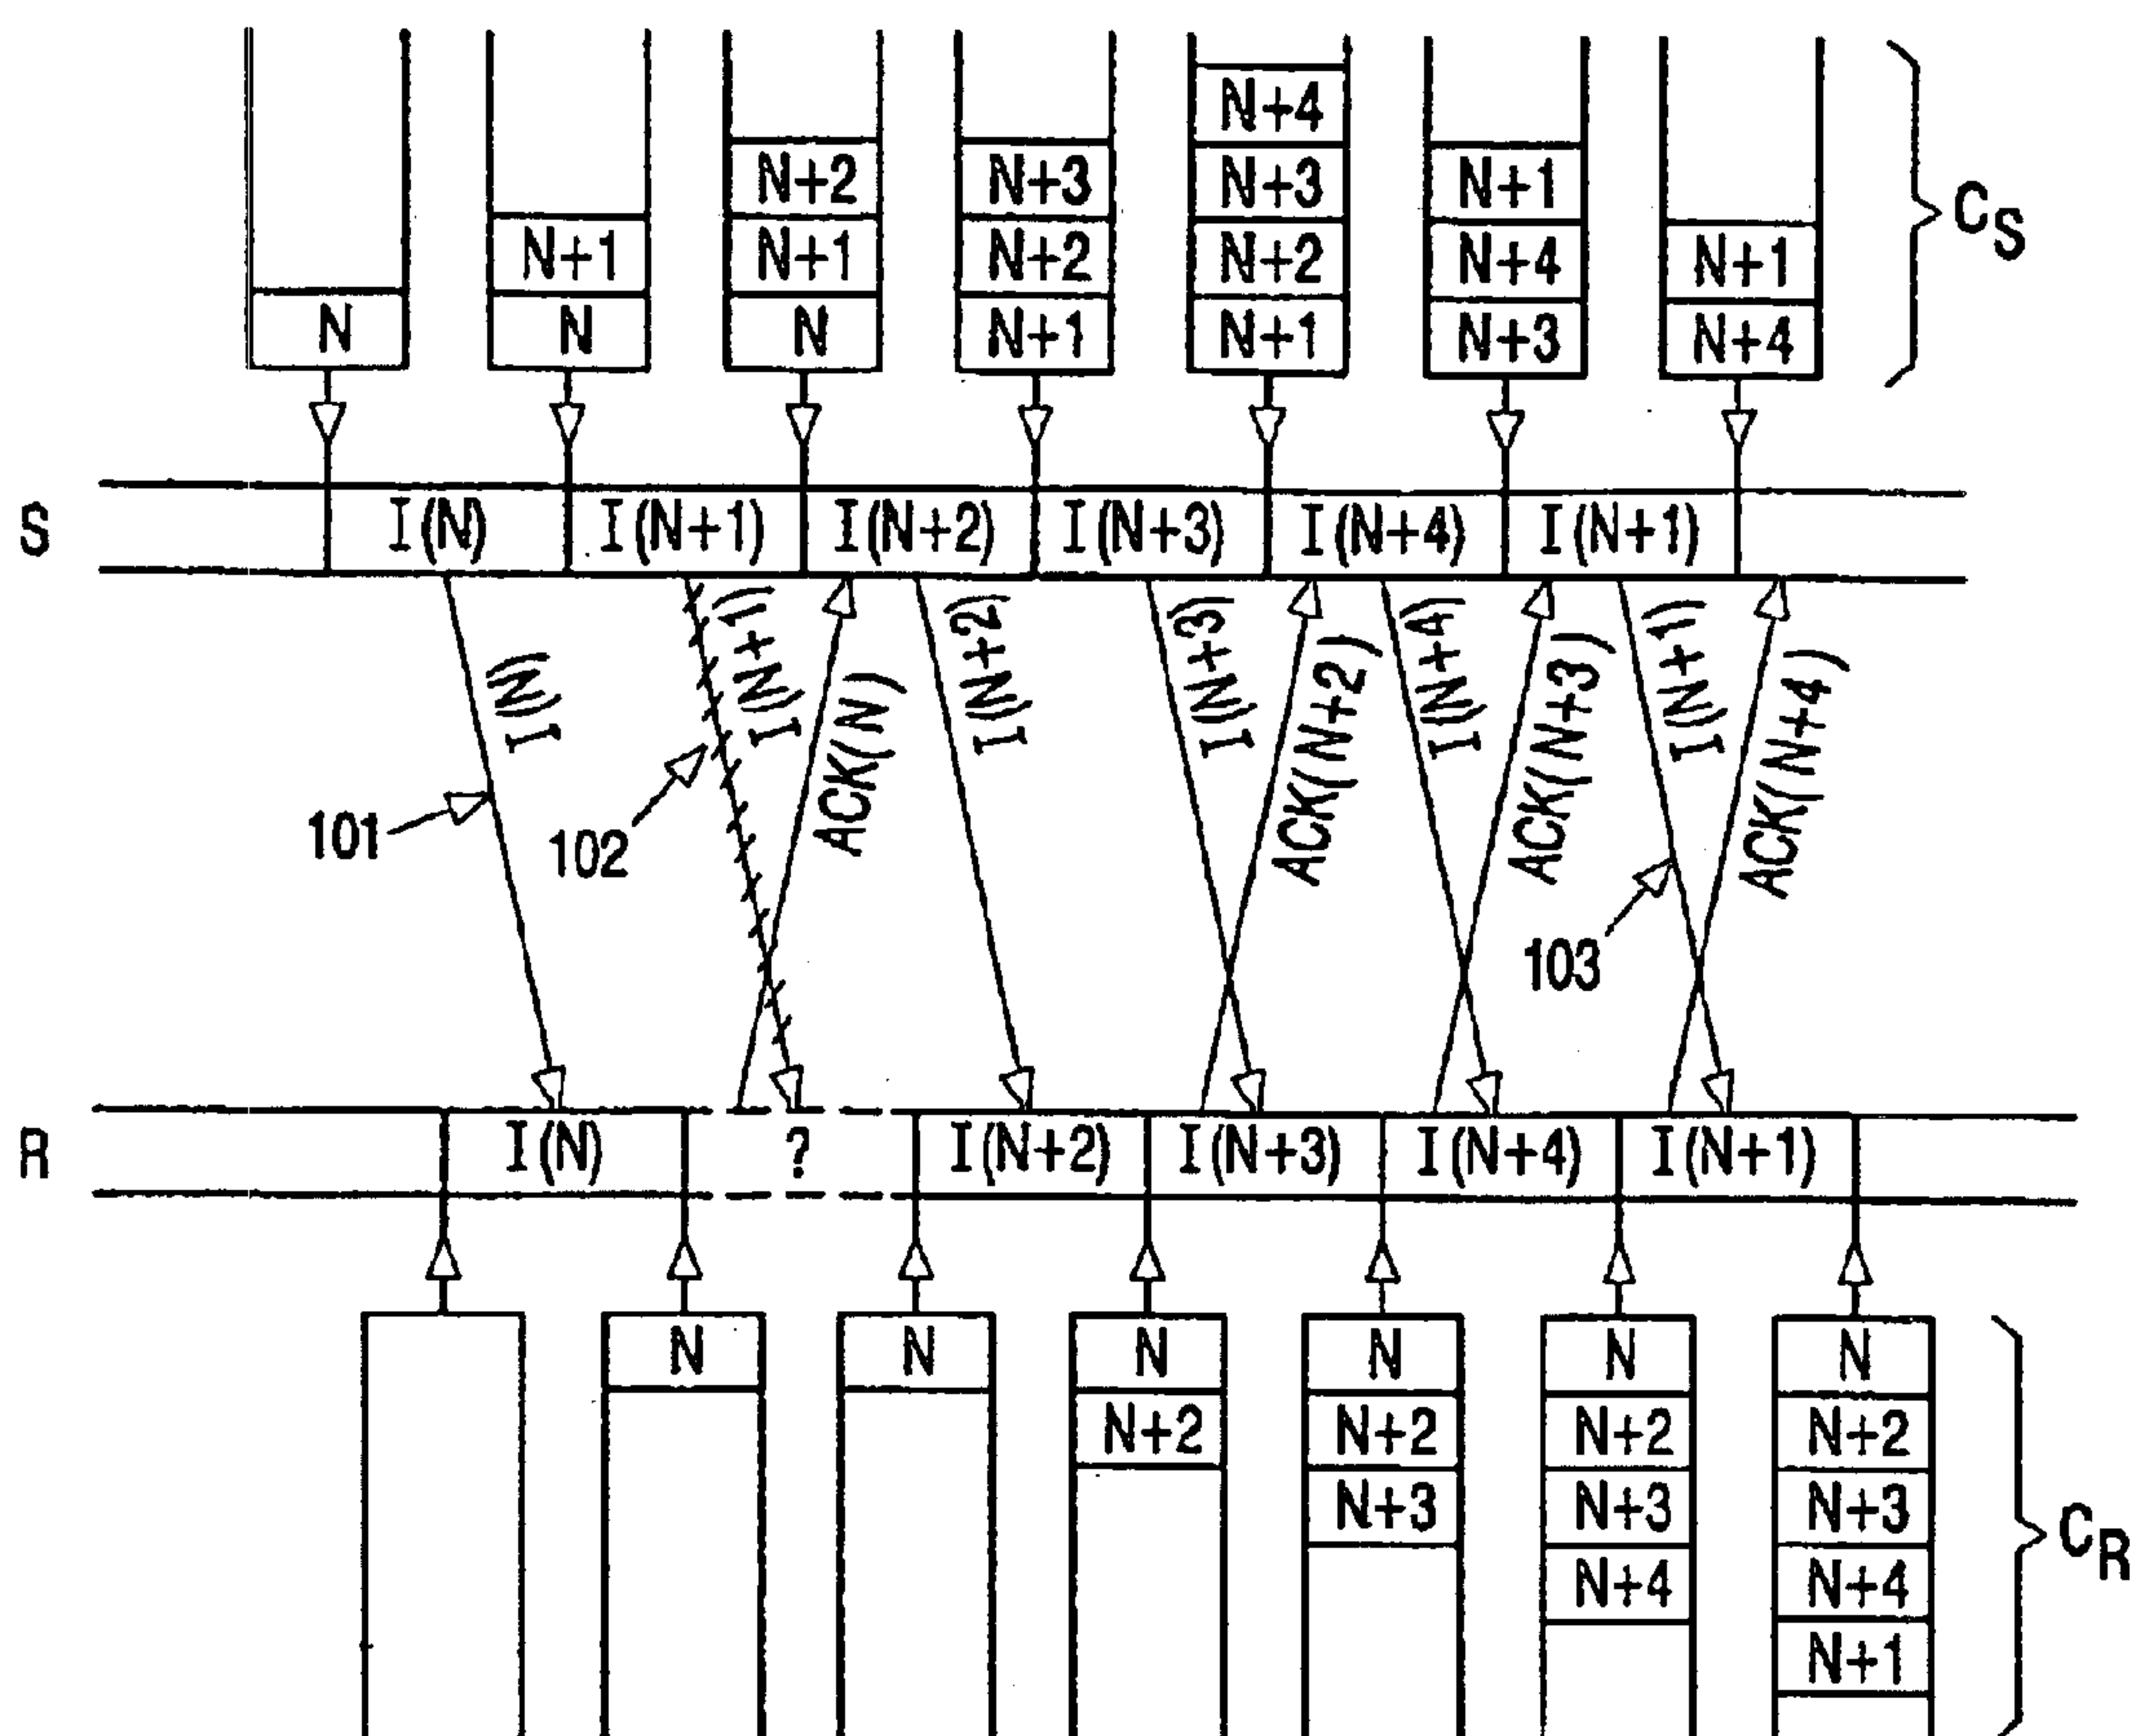 N+4
N+2 N+3 N+3 N+1
N+1 N+1 N+2 N+2 N+4 N+1
N N N N+1 N+1 N+3 N+4
CS
S I(N) I(N+1) I(N+2) I(N+3) I(N+4) I(N+1)
I(N) I(N+1) ACK(N) I(N+2) I(N+3) ACK(N+2) I(N+4) ACK(N+3) I(N+1) ACK(N+4)
101 102 103
R I(N) ? I(N+2) I(N+3) I(N+4) I(N+1)
N N N N N N
N+2 N+2 N+2 N+2
N+3 N+3 N+3
N+4 N+4
N+1
CR